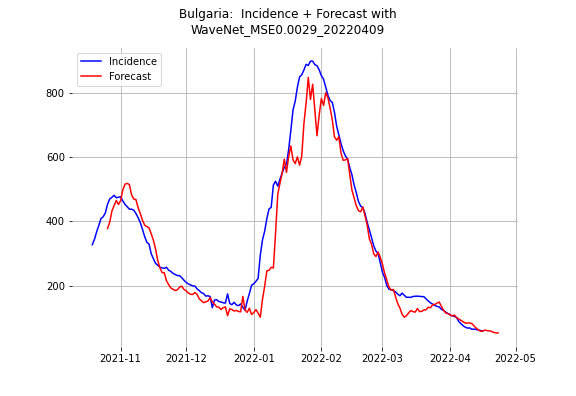 Bulgaria:  Incidence + Forecast with
WaveNet_MSE0.0029_20220409
Incidence
Forecast
800
600
400
200
2021-11
2021-12
2022-01
2022-02
2022-03
2022-04
2022-05